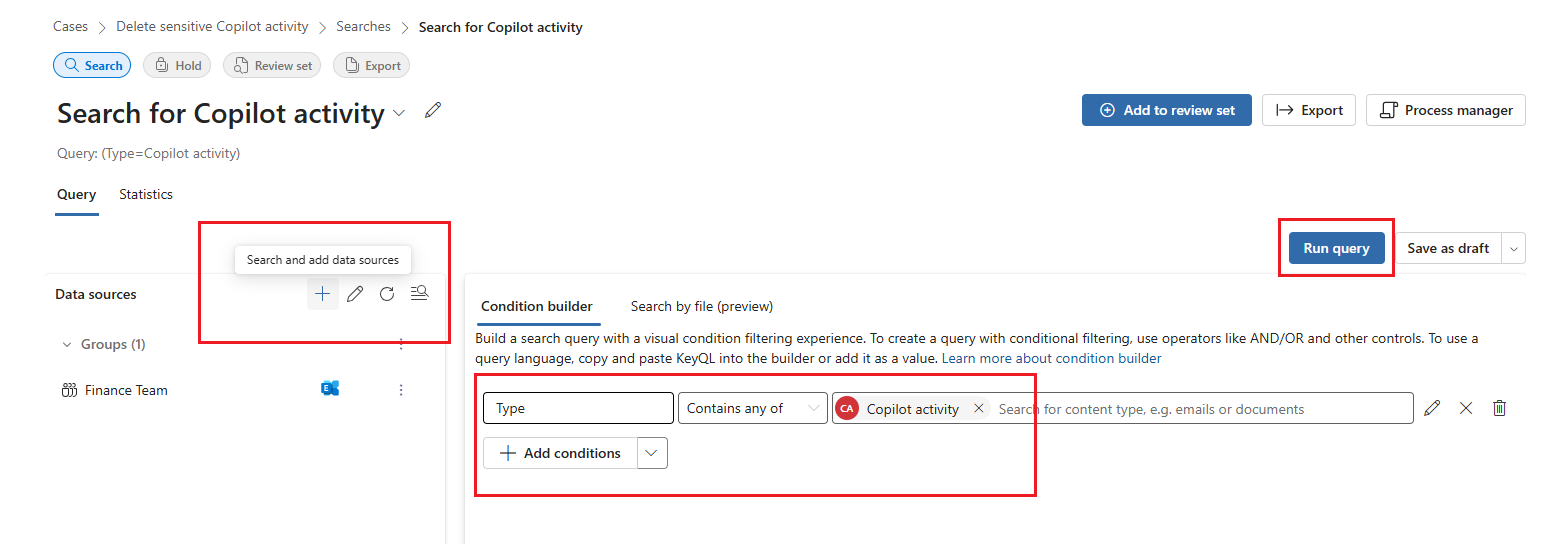 Cases > Delete sensitive Copilot activity > Searches > Search for Copilot activity
Search Hold Review set Export
Search for Copilot activity
Add to review set Export Process manager
Query: (Type=Copilot activity)
Query Statistics
Search and add data sources
Run query Save as draft
Data sources
Condition builder Search by file (preview)
Build a search query with a visual condition filtering experience. To create a query with conditional filtering, use operators like AND/OR and other controls. To use a
query language, copy and paste KeyQL into the builder or add it as a value. Learn more about condition builder
Groups (1)
E Finance Team
Type Contains any of CA Copilot activity Search for content type, e.g. emails or documents
Add conditions